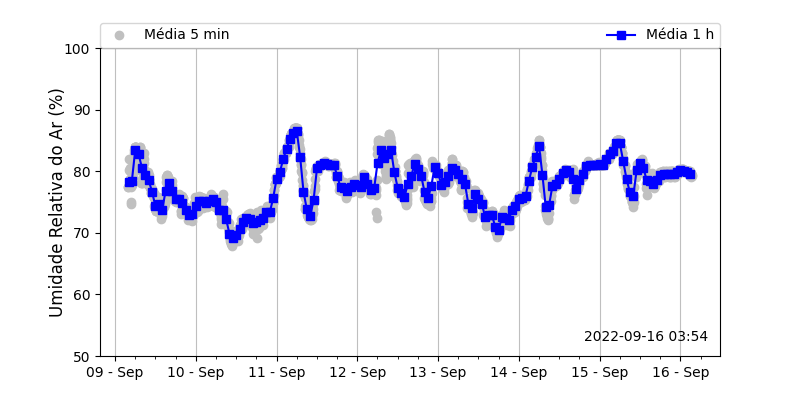 Média 5 min
Média 1 h
Umidade Relativa do Ar (%)
100
90
80
70
60
50
2022-09-16 03:54
09 - Sep
10 - Sep
11 - Sep
12 - Sep
13 - Sep
14 - Sep
15 - Sep
16 - Sep